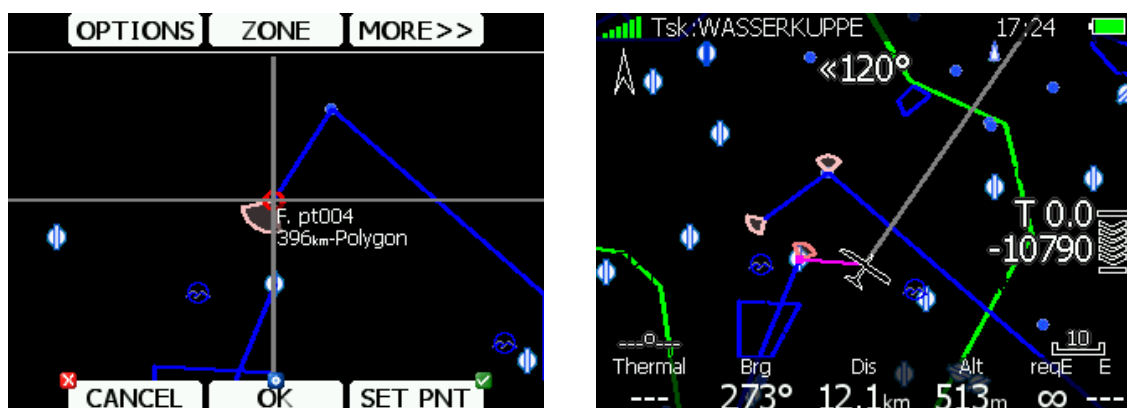 OPTIONS ZONE MORE>>
F. pt004
396km-Polygon
CANCEL OK SET PNT
Tsk:WASSERKUPPE 17:24
«120°
T 0.0
-10790
10
---°---
Thermal Brg Dis Alt reqE E
--- 273° 12.1km 513m ∞ ---